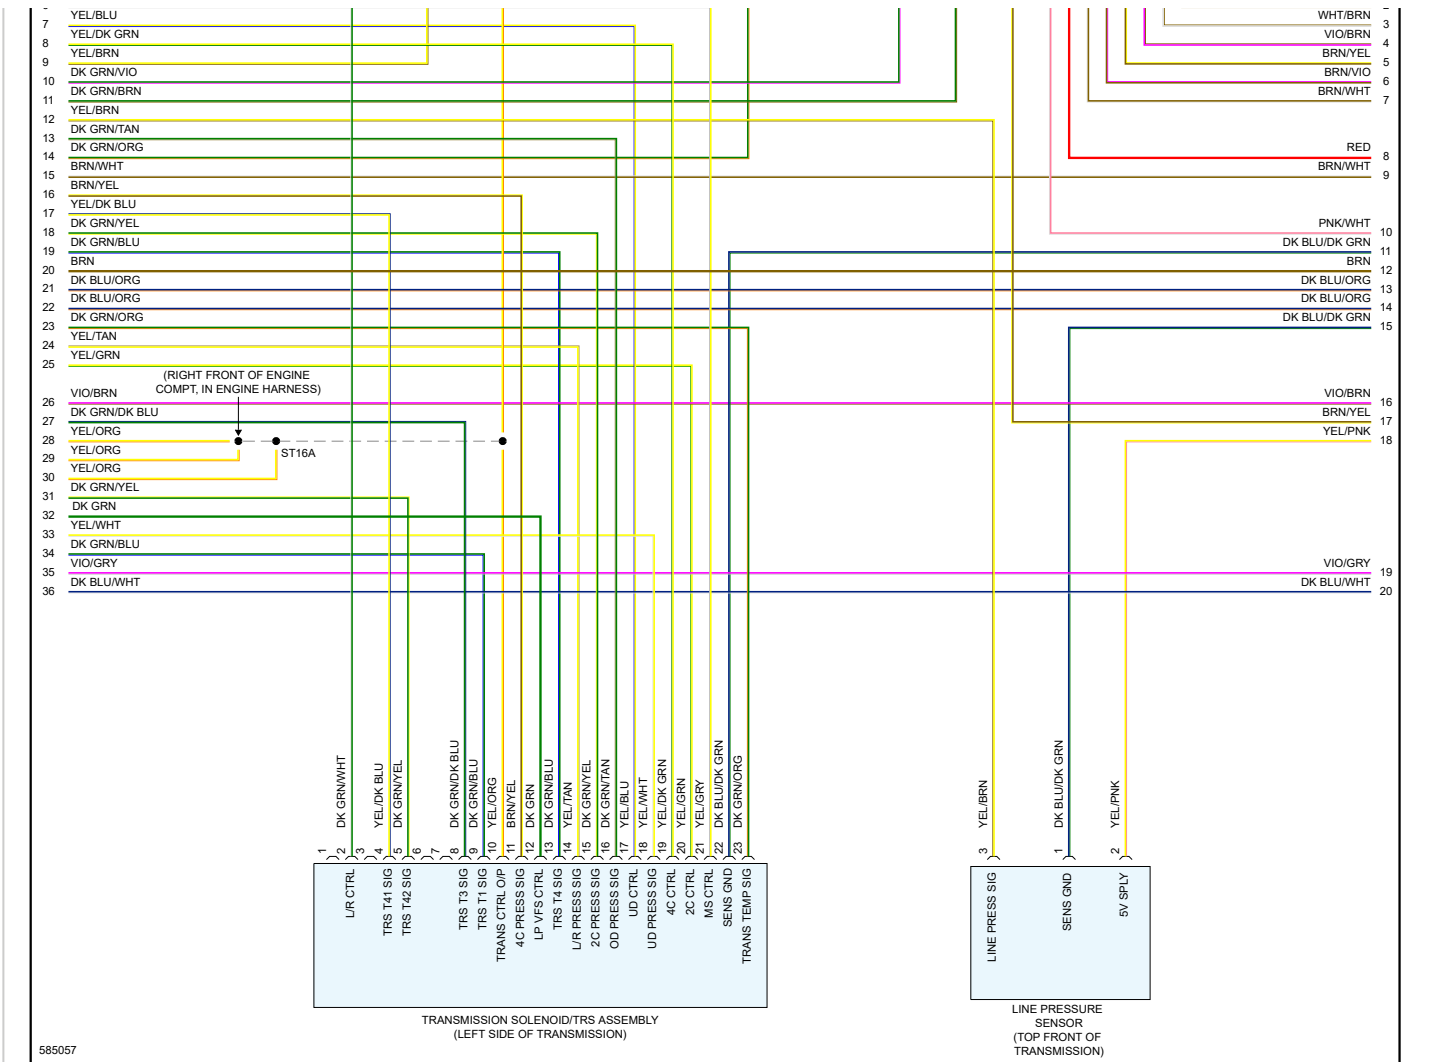 YEL/BLU
7
YEL/DK GRN
8
YEL/BRN
9
DK GRN/VIO
10
DK GRN/BRN
11
YEL/BRN
12
DK GRN/TAN
13
DK GRN/ORG
14
BRN/WHT
15
BRN/YEL
16
YEL/DK BLU
17
DK GRN/YEL
18
DK GRN/BLU
19
BRN
20
DK BLU/ORG
21
DK BLU/ORG
22
DK GRN/ORG
23
YEL/TAN
24
YEL/GRN
25
(RIGHT FRONT OF ENGINE
COMPT, IN ENGINE HARNESS)
VIO/BRN
26
DK GRN/DK BLU
27
YEL/ORG
28
YEL/ORG
29
ST16A
YEL/ORG
30
DK GRN/YEL
31
DK GRN
32
YEL/WHT
33
DK GRN/BLU
34
VIO/GRY
35
DK BLU/WHT
36
WHT/BRN
3
VIO/BRN
4
BRN/YEL
5
BRN/VIO
6
BRN/WHT
7
RED
8
BRN/WHT
9
PNK/WHT
10
DK BLU/DK GRN
11
BRN
12
DK BLU/ORG
13
DK BLU/ORG
14
DK BLU/DK GRN
15
VIO/BRN
16
BRN/YEL
17
YEL/PNK
18
VIO/GRY
19
DK BLU/WHT
20
1
DK GRN/WHT
2
3
YEL/DK BLU
4
DK GRN/YEL
5
6
7
DK GRN/DK BLU
8
DK GRN/BLU
9
YEL/ORG
10
BRN/YEL
11
DK GRN
12
DK GRN/BLU
13
YEL/TAN
14
DK GRN/YEL
15
DK GRN/TAN
16
YEL/BLU
17
YEL/WHT
18
YEL/DK GRN
19
YEL/GRN
20
YEL/GRY
21
DK BLU/DK GRN
22
DK GRN/ORG
23
L/R CTRL
TRS T41 SIG
TRS T42 SIG
TRS T3 SIG
TRS T1 SIG
TRANS CTRL O/P
4C PRESS SIG
LP VFS CTRL
TRS T4 SIG
L/R PRESS SIG
2C PRESS SIG
OD PRESS SIG
UD CTRL
UD PRESS SIG
4C CTRL
2C CTRL
MS CTRL
SENS GND
TRANS TEMP SIG
TRANSMISSION SOLENOID/TRS ASSEMBLY
(LEFT SIDE OF TRANSMISSION)
YEL/BRN
3
DK BLU/DK GRN
1
YEL/PNK
2
LINE PRESS SIG
SENS GND
5V SPLY
LINE PRESSURE
SENSOR
(TOP FRONT OF
TRANSMISSION)
585057